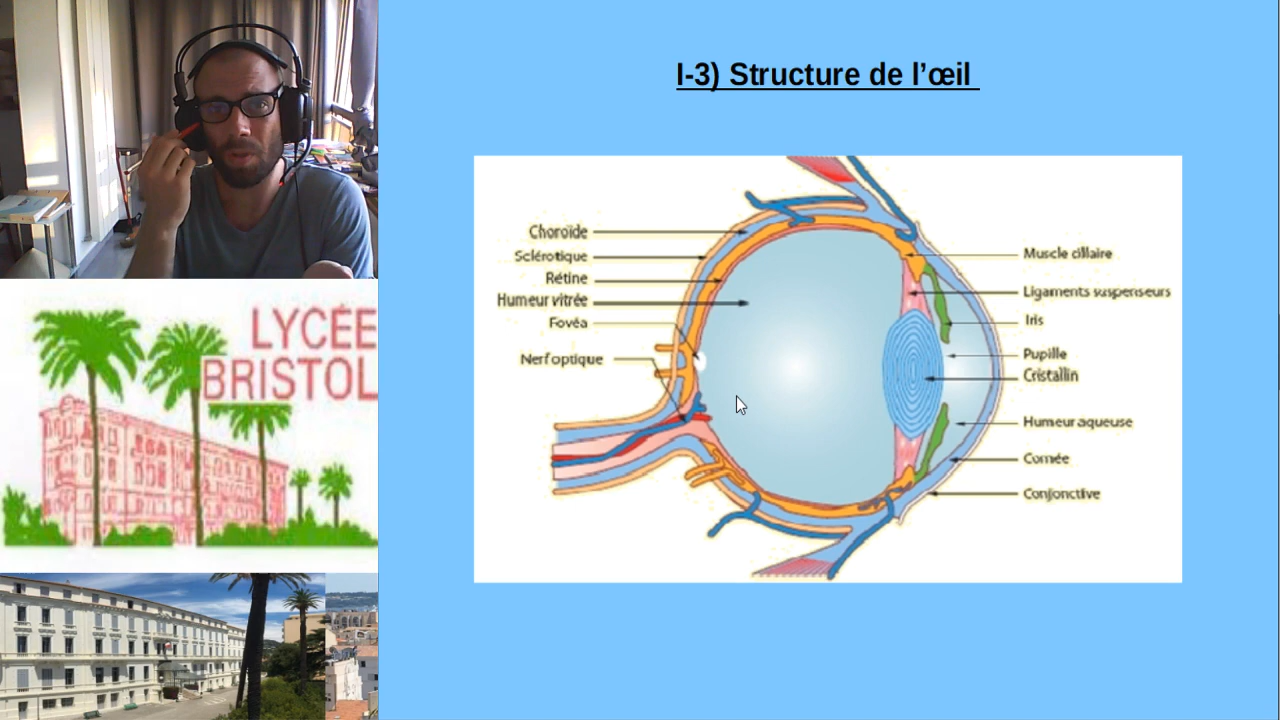 I-3) Structure de l'œil
LYCÉE
BRISTOL
Choroïde
Sclérotique
Rétine
Humeur vitrée
Fovéa
Nerf optique
Muscle ciliaire
Ligaments suspenseurs
Iris
Pupille
Cristallin
Humeur aqueuse
Cornée
Conjonctive